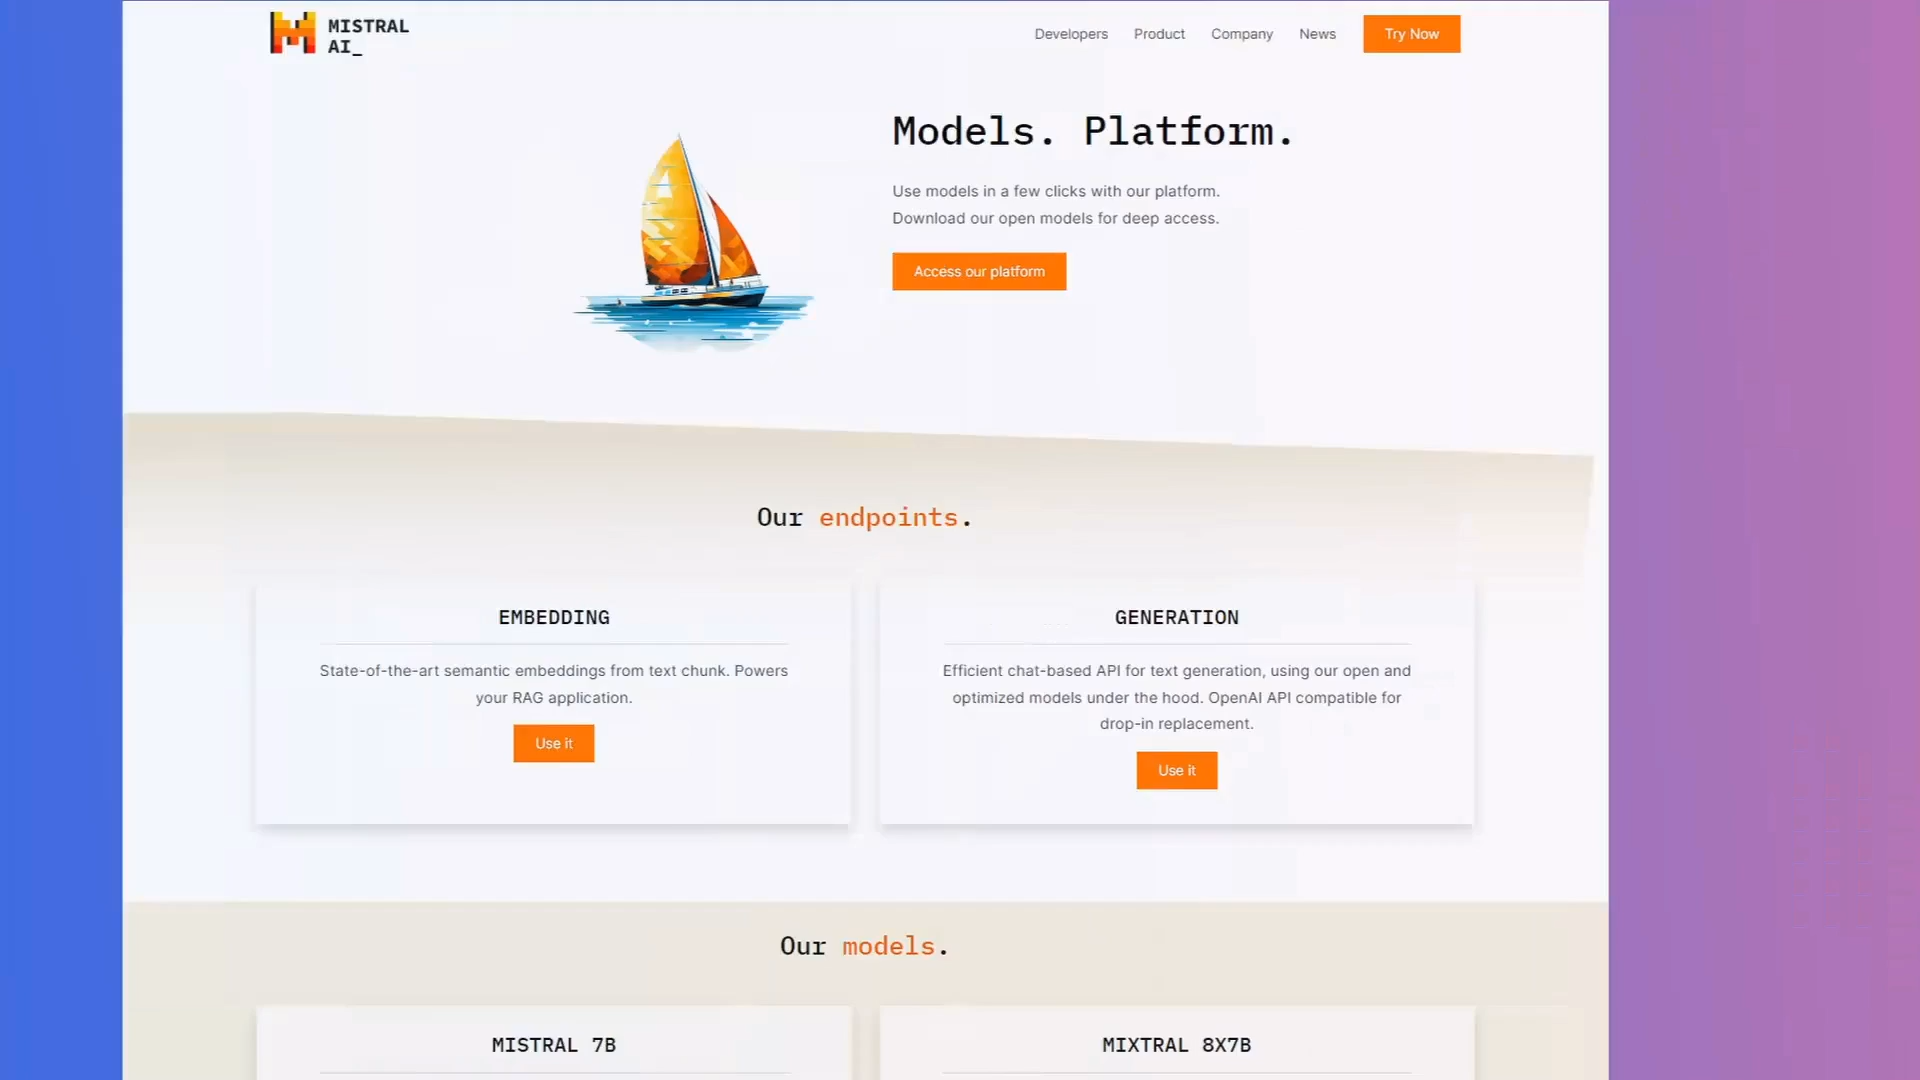 MISTRAL
AI_
Developers Product Company News Try Now
Models. Platform.
Use models in a few clicks with our platform.
Download our open models for deep access.
Access our platform
Our endpoints.
EMBEDDING
State-of-the-art semantic embeddings from text chunk. Powers
your RAG application.
Use it
GENERATION
Efficient chat-based API for text generation, using our open and
optimized models under the hood. OpenAI API compatible for
drop-in replacement.
Use it
Our models.
MISTRAL 7B
MIXTRAL 8X7B